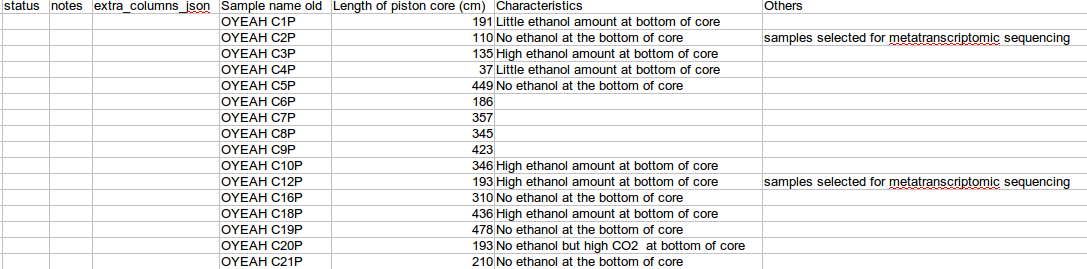 status notes extra_columns_json Sample name old Length of piston core (cm) Characteristics Others
OYEAH C1P 191 Little ethanol amount at bottom of core
OYEAH C2P 110 No ethanol at the bottom of core samples selected for metatranscriptomic sequencing
OYEAH C3P 135 High ethanol amount at bottom of core
OYEAH C4P 37 Little ethanol amount at bottom of core
OYEAH C5P 449 No ethanol at the bottom of core
OYEAH C6P 186
OYEAH C7P 357
OYEAH C8P 345
OYEAH C9P 423
OYEAH C10P 346 High ethanol amount at bottom of core
OYEAH C12P 193 High ethanol amount at bottom of core samples selected for metatranscriptomic sequencing
OYEAH C16P 310 No ethanol at the bottom of core
OYEAH C18P 436 High ethanol amount at bottom of core
OYEAH C19P 478 No ethanol at the bottom of core
OYEAH C20P 193 No ethanol but high CO2 at bottom of core
OYEAH C21P 210 No ethanol at the bottom of core